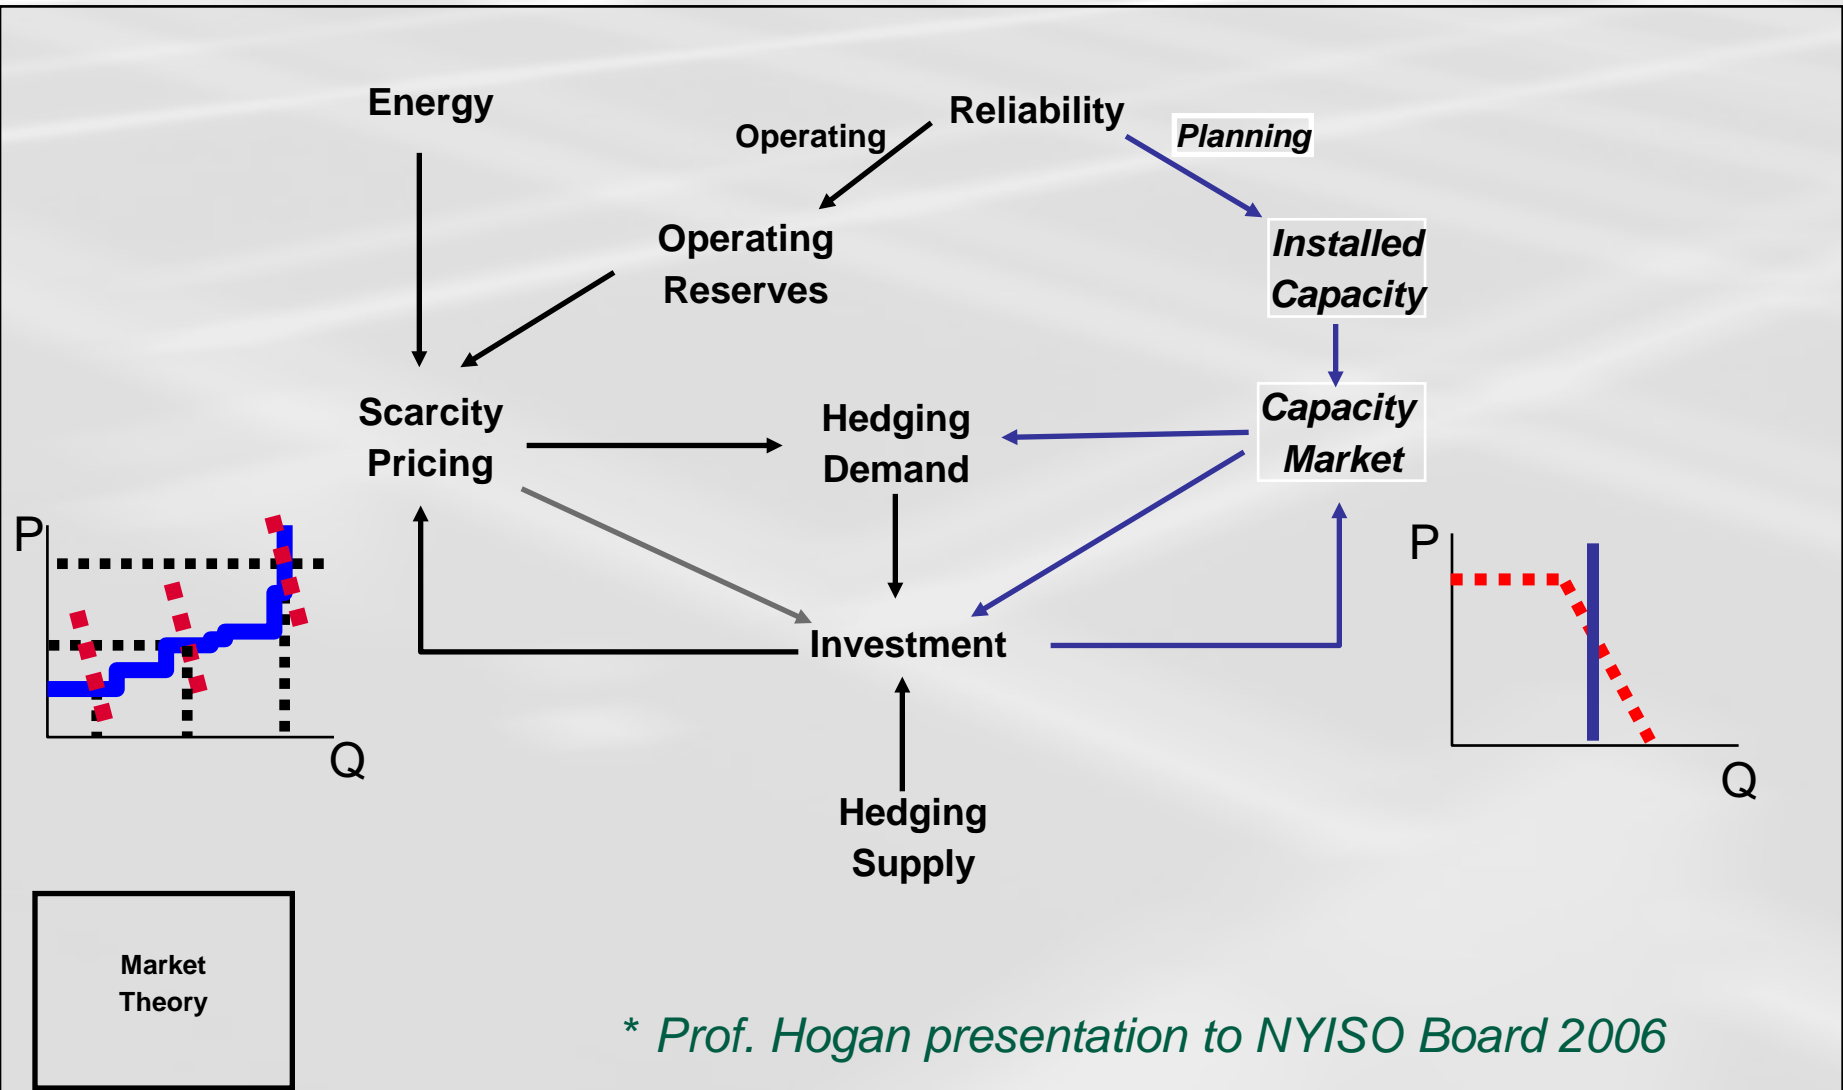 Energy
Reliability
Operating
Planning
Operating
Reserves
Installed
Capacity
Scarcity
Pricing
Hedging
Demand
Capacity
Market
P
Q
P
Q
Investment
Hedging
Supply
Market
Theory
* Prof. Hogan presentation to NYISO Board 2006